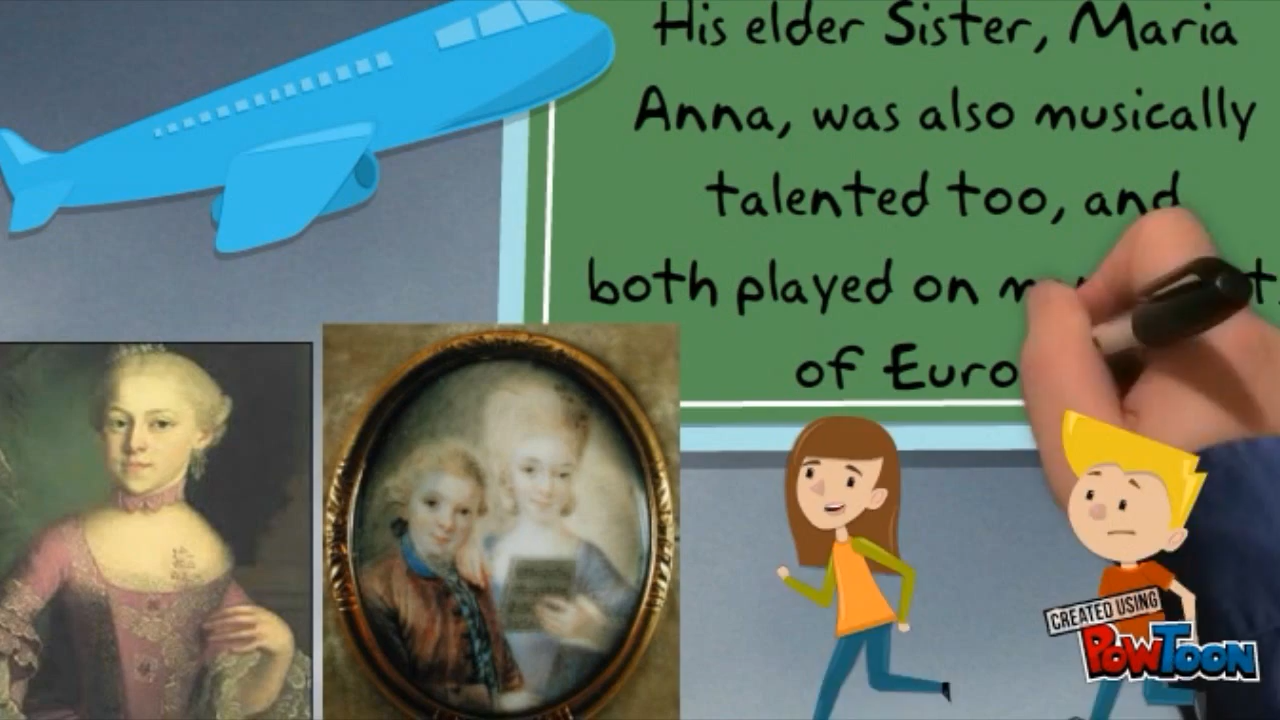 His elder Sister, Maria
Anna, was also musically
talented too, and
both played on
of Euro
CREATED USING
POWTOON